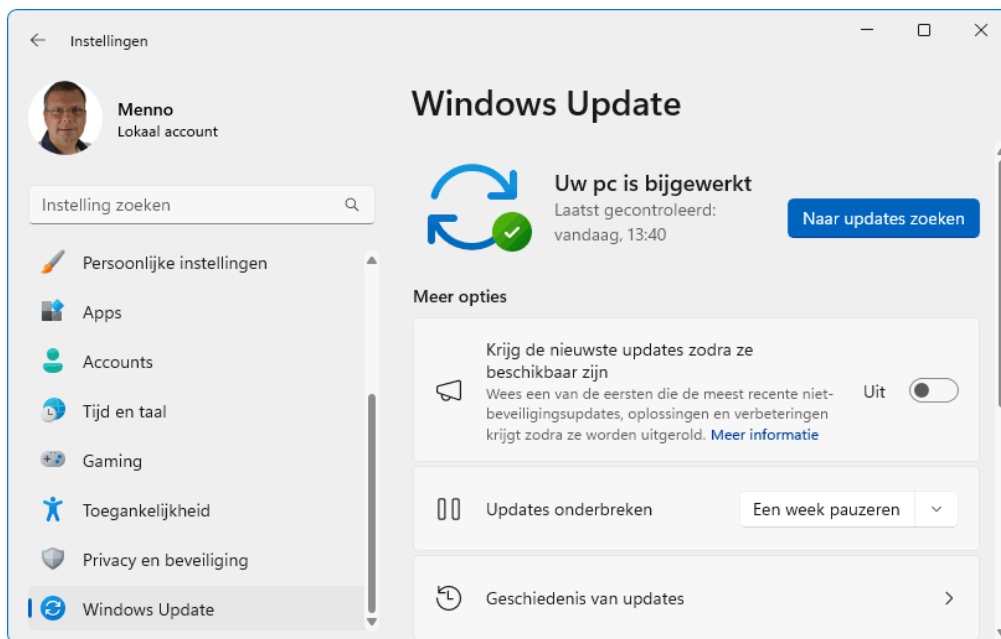 Instellingen
Menno
Lokaal account
Instelling zoeken
Persoonlijke instellingen
Apps
Accounts
Tijd en taal
Gaming
Toegankelijkheid
Privacy en beveiliging
Windows Update
Windows Update
Uw pc is bijgewerkt
Laatst gecontroleerd:
vandaag, 13:40
Naar updates zoeken
Meer opties
Krijg de nieuwste updates zodra ze
beschikbaar zijn
Wees een van de eersten die de meest recente niet-
beveiligingsupdates, oplossingen en verbeteringen
krijgt zodra ze worden uitgerold. Meer informatie
Uit
Updates onderbreken
Een week pauzeren
Geschiedenis van updates